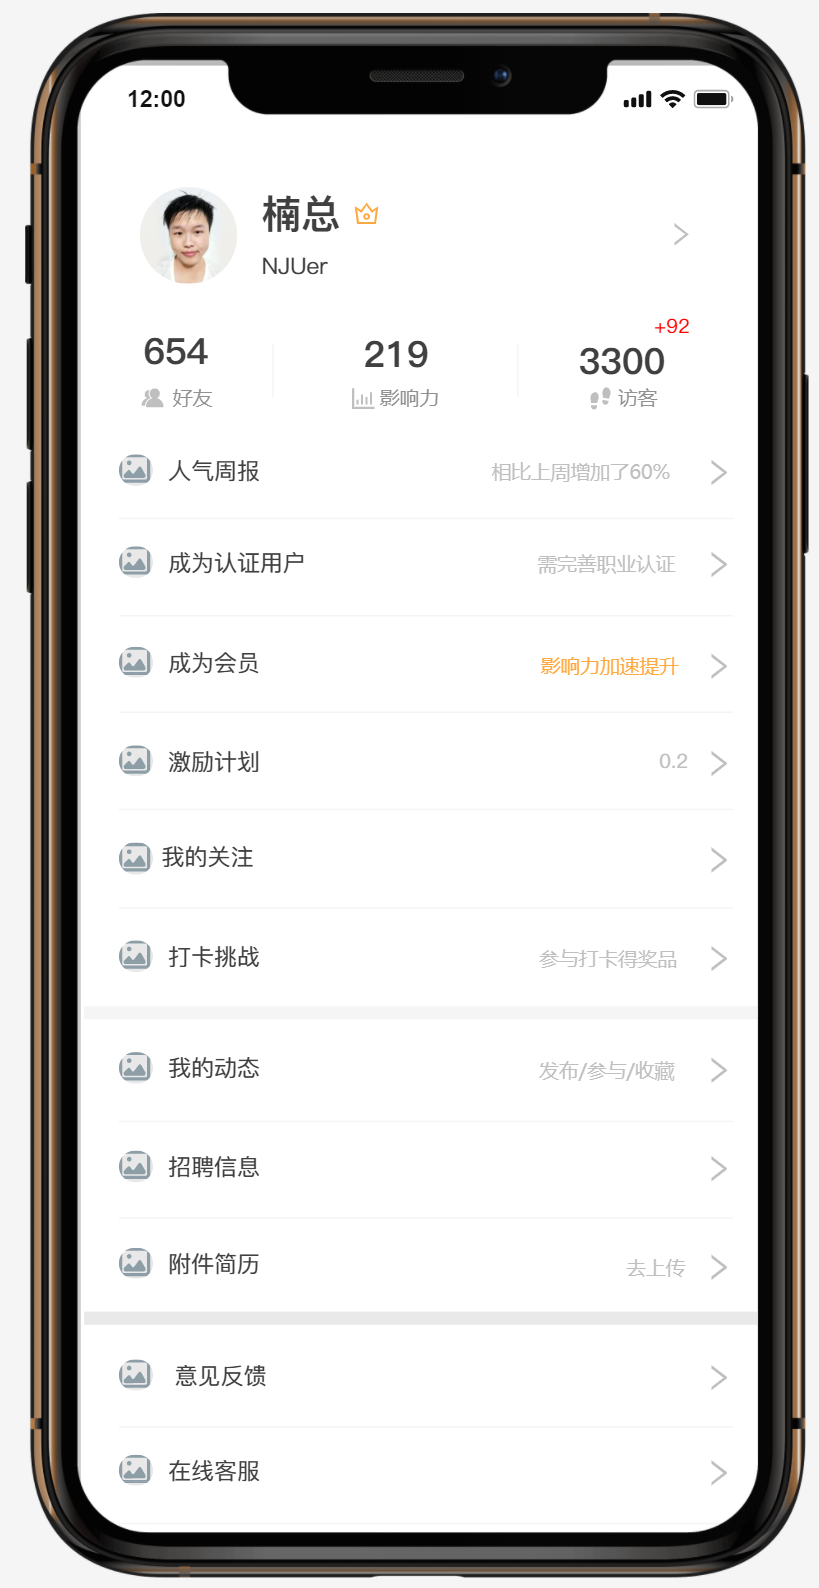 12:00
楠总
NJUer
+92
654
219
3300
好友
影响力
访客
人气周报
相比上周增加了60%
成为认证用户
需完善职业认证
成为会员
影响力加速提升
激励计划
0.2
我的关注
打卡挑战
参与打卡得奖品
我的动态
发布/参与/收藏
招聘信息
附件简历
去上传
意见反馈
在线客服